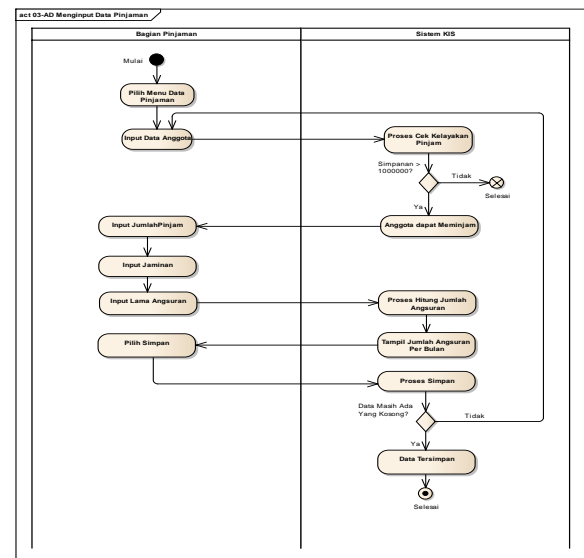 act 03-AD Menginput Data Pinjaman
Bagian Pinjaman
Sistem KIS
Mulai
Pilih Menu Data
Pinjaman
Input Data Anggota
Proses Cek Kelayakan
Pinjam
Simpanan >
1000000?
Tidak
Selesai
Ya
Input JumlahPinjam
Anggota dapat Meminjam
Input Jaminan
Input Lama Angsuran
Proses Hitung Jumlah
Angsuran
Pilih Simpan
Tampil Jumlah Angsuran
Per Bulan
Proses Simpan
Data Masih Ada
Yang Kosong?
Tidak
Ya
Data Tersimpan
Selesai